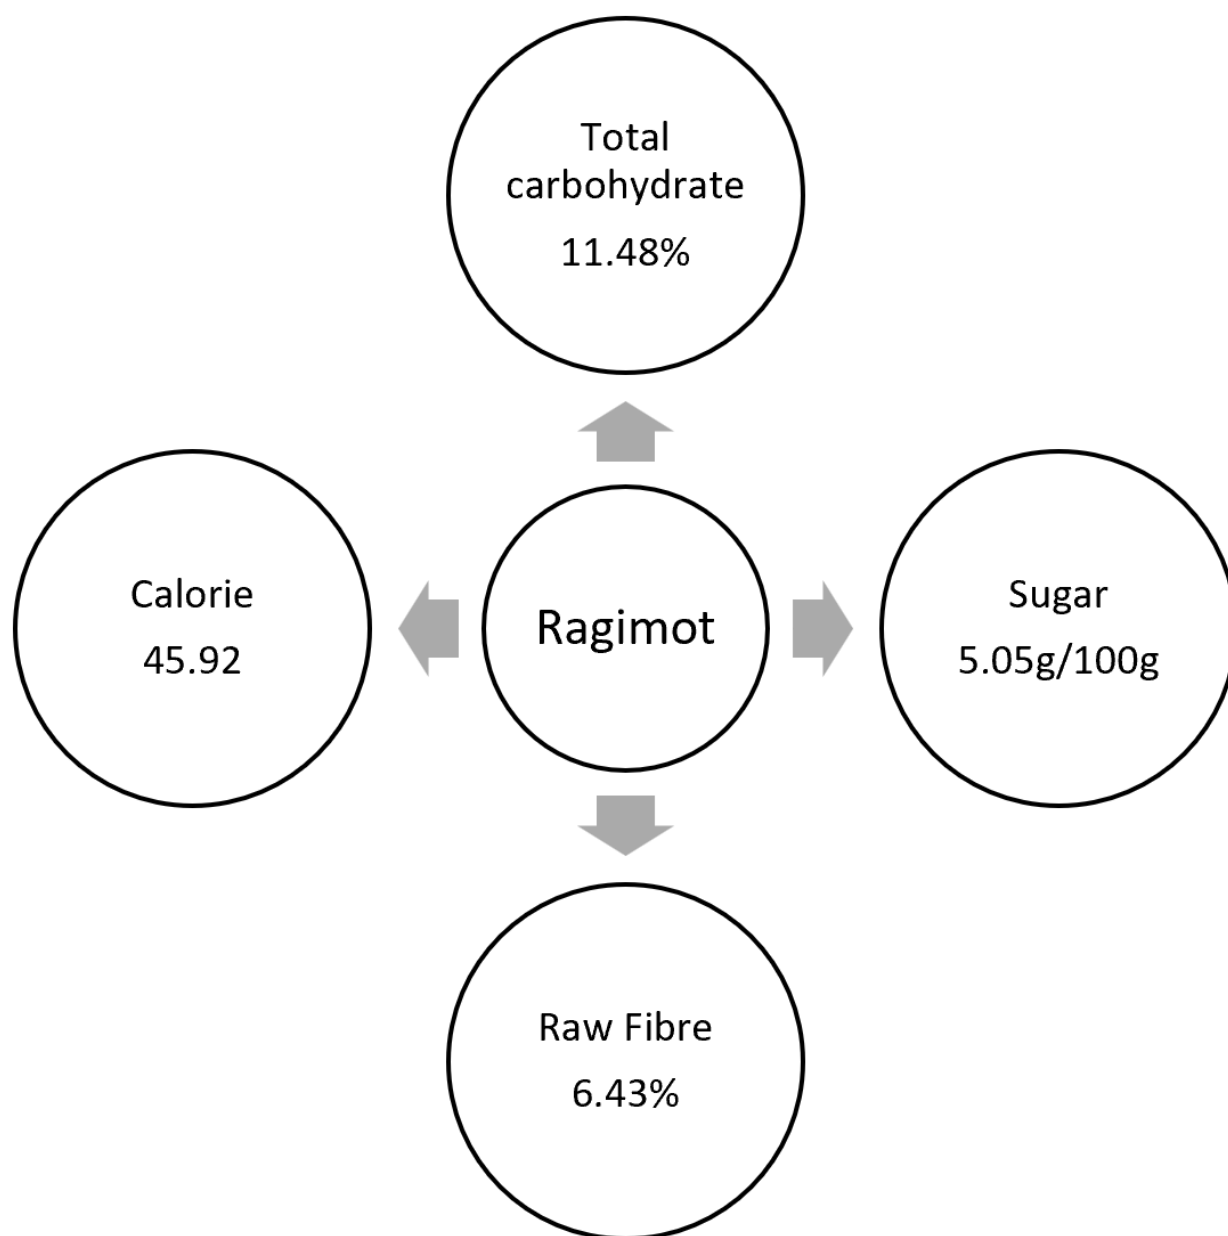 Total
carbohydrate
11.48%
Calorie
45.92
Ragimot
Sugar
5.05g/100g
Raw Fibre
6.43%